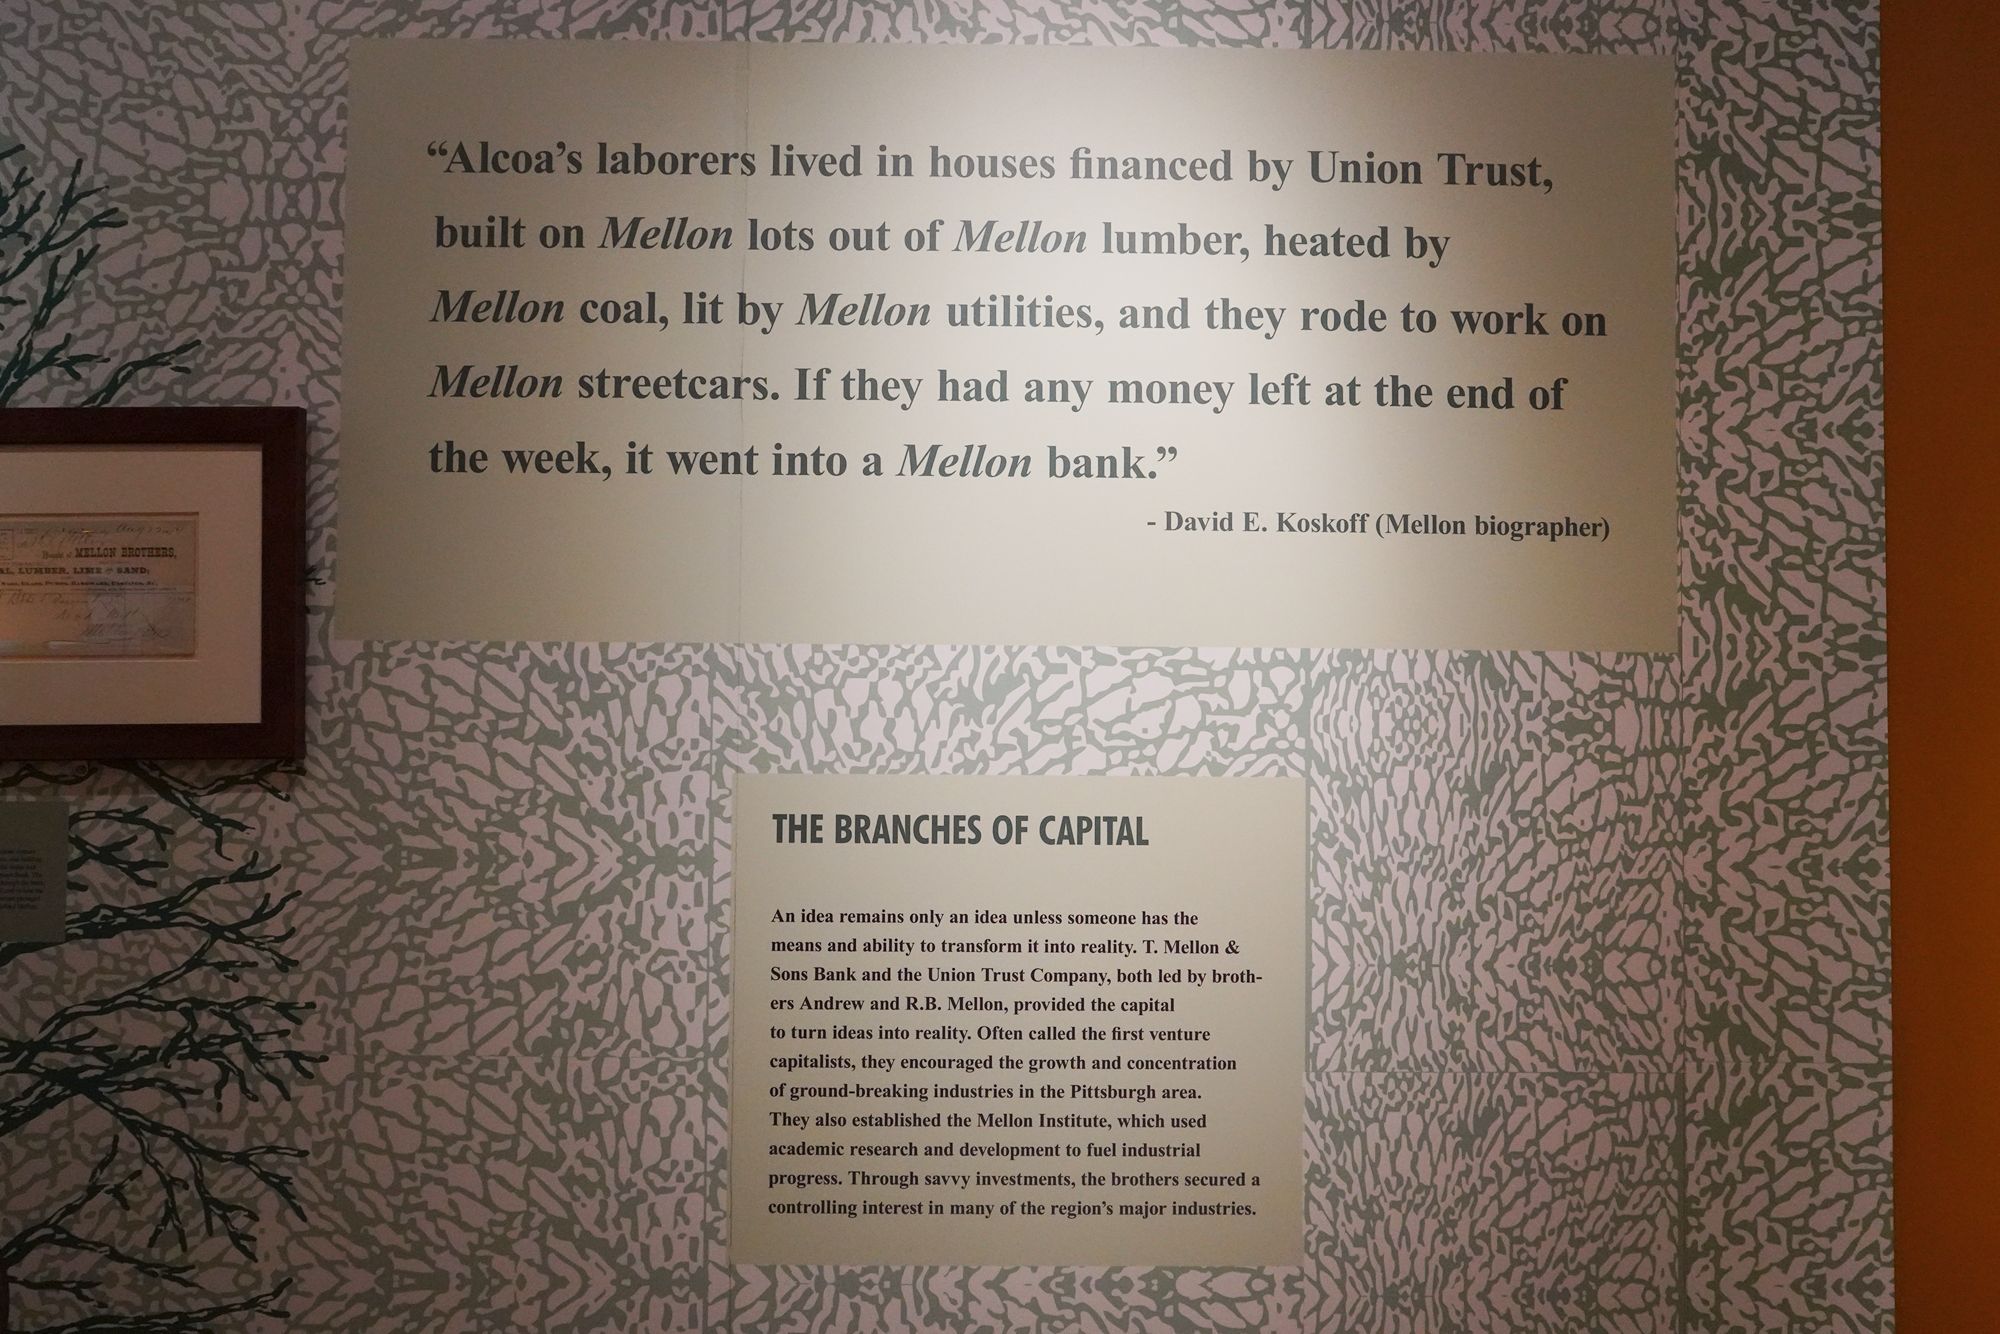 “Alcoa’s laborers lived in houses financed by Union Trust,
built on Mellon lots out of Mellon lumber, heated by
Mellon coal, lit by Mellon utilities, and they rode to work on
Mellon streetcars. If they had any money left at the end of
the week, it went into a Mellon bank.”
- David E. Koskoff (Mellon biographer)
MELLON BROTHERS,
LUMBER, LIME & SAND;
THE BRANCHES OF CAPITAL
An idea remains only an idea unless someone has the
means and ability to transform it into reality. T. Mellon &
Sons Bank and the Union Trust Company, both led by broth-
ers Andrew and R.B. Mellon, provided the capital
to turn ideas into reality. Often called the first venture
capitalists, they encouraged the growth and concentration
of ground-breaking industries in the Pittsburgh area.
They also established the Mellon Institute, which used
academic research and development to fuel industrial
progress. Through savvy investments, the brothers secured a
controlling interest in many of the region’s major industries.